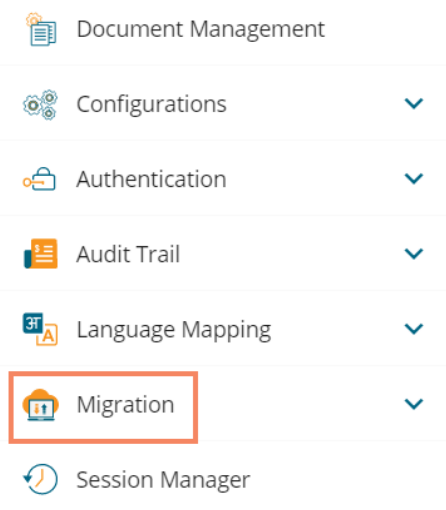 Document Management
Configurations
Authentication
$
Audit Trail
अ
A
Language Mapping
Migration
Session Manager